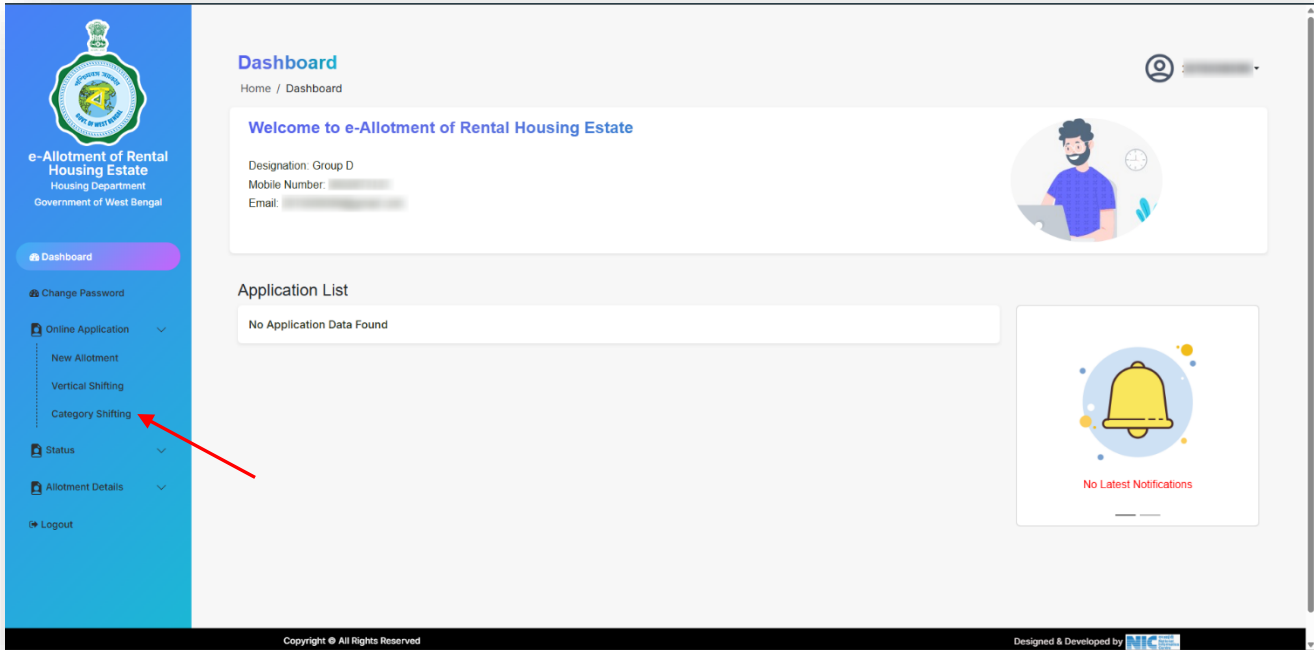 e-Allotment of Rental
Housing Estate
Housing Department
Government of West Bengal
Dashboard
Change Password
Online Application
New Allotment
Vertical Shifting
Category Shifting
Status
Allotment Details
Logout
Dashboard
Home / Dashboard
Welcome to e-Allotment of Rental Housing Estate
Designation: Group D
Mobile Number:
Email:
Application List
No Application Data Found
No Latest Notifications
Copyright © All Rights Reserved
Designed & Developed by NIC